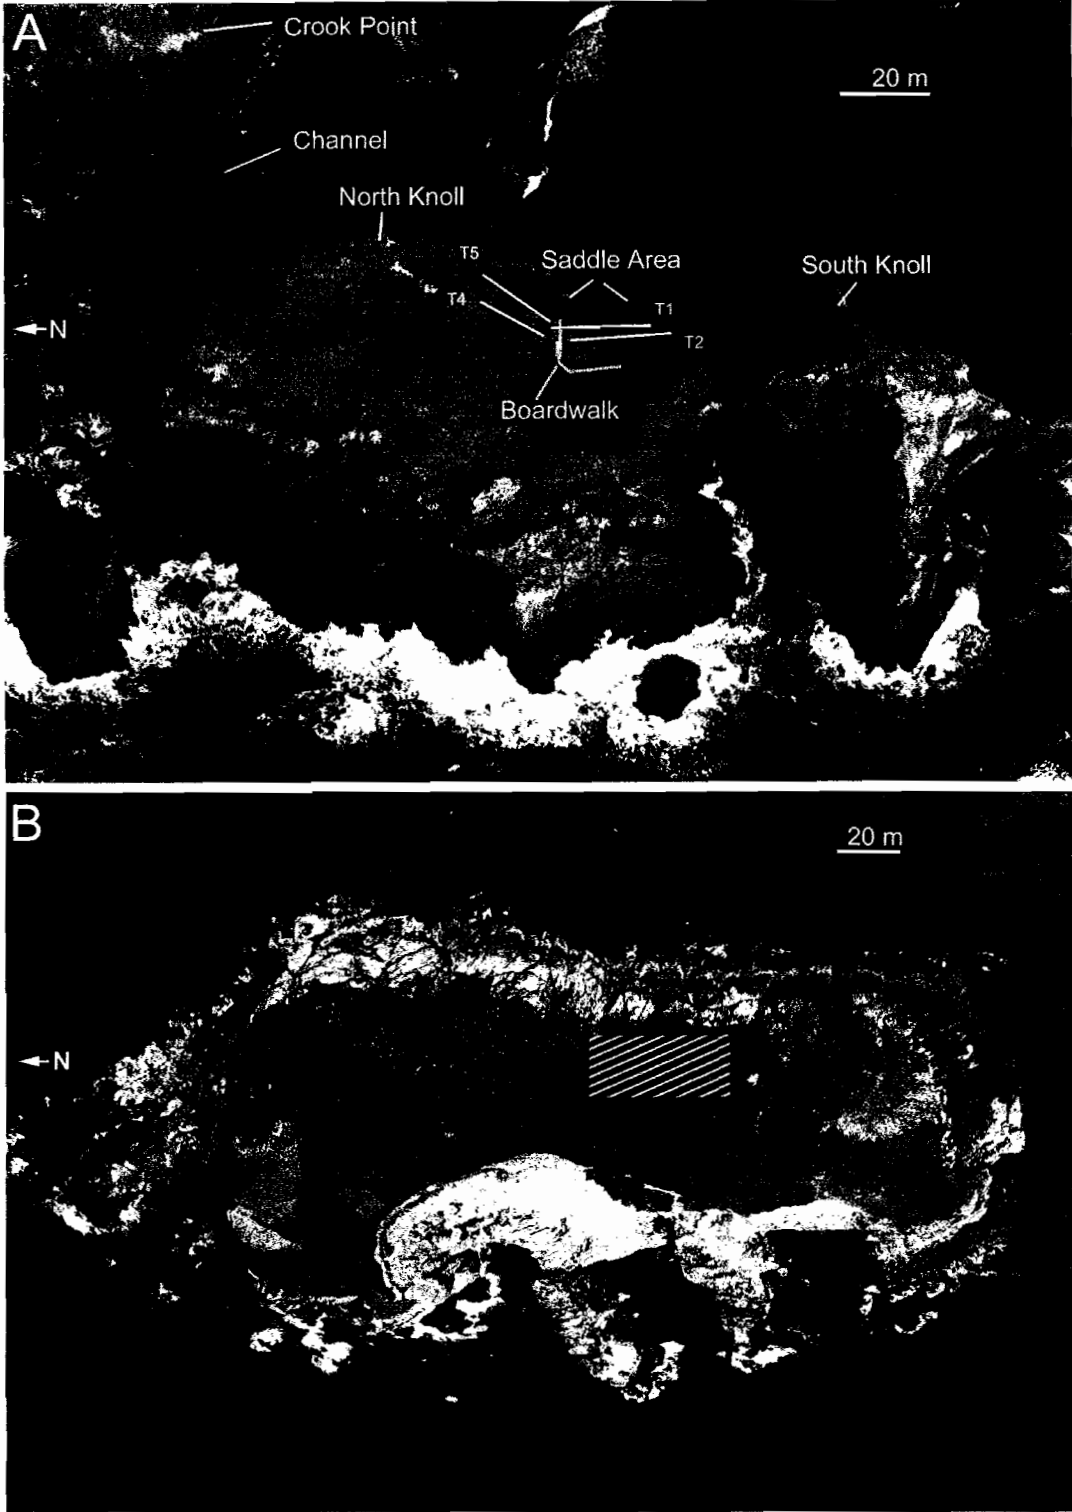 A
Crook Point
20 m
Channel
North Knoll
T5
Saddle Area
South Knoll
T4
T1
N
T2
Boardwalk
B
20 m
N